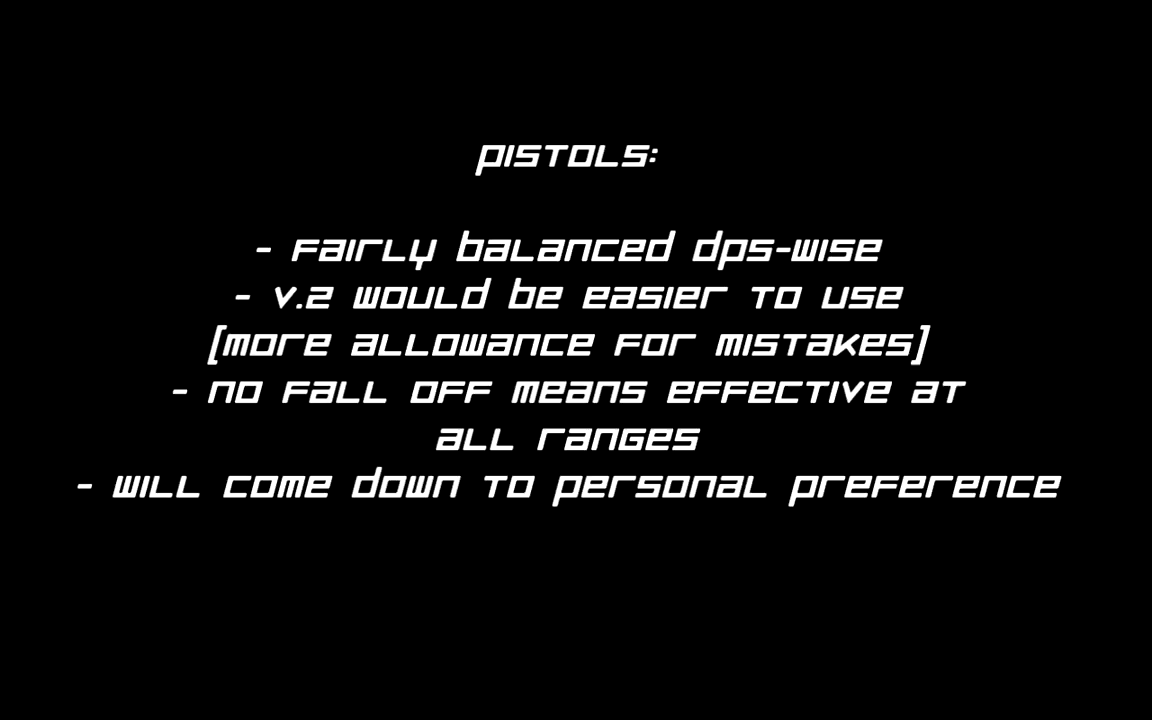 PISTOLS:
- FAIRLY BALANCED DPS-WISE
- V.2 WOULD BE EASIER TO USE
[MORE ALLOWANCE FOR MISTAKES]
- NO FALL OFF MEANS EFFECTIVE AT
ALL RANGES
- WILL COME DOWN TO PERSONAL PREFERENCE